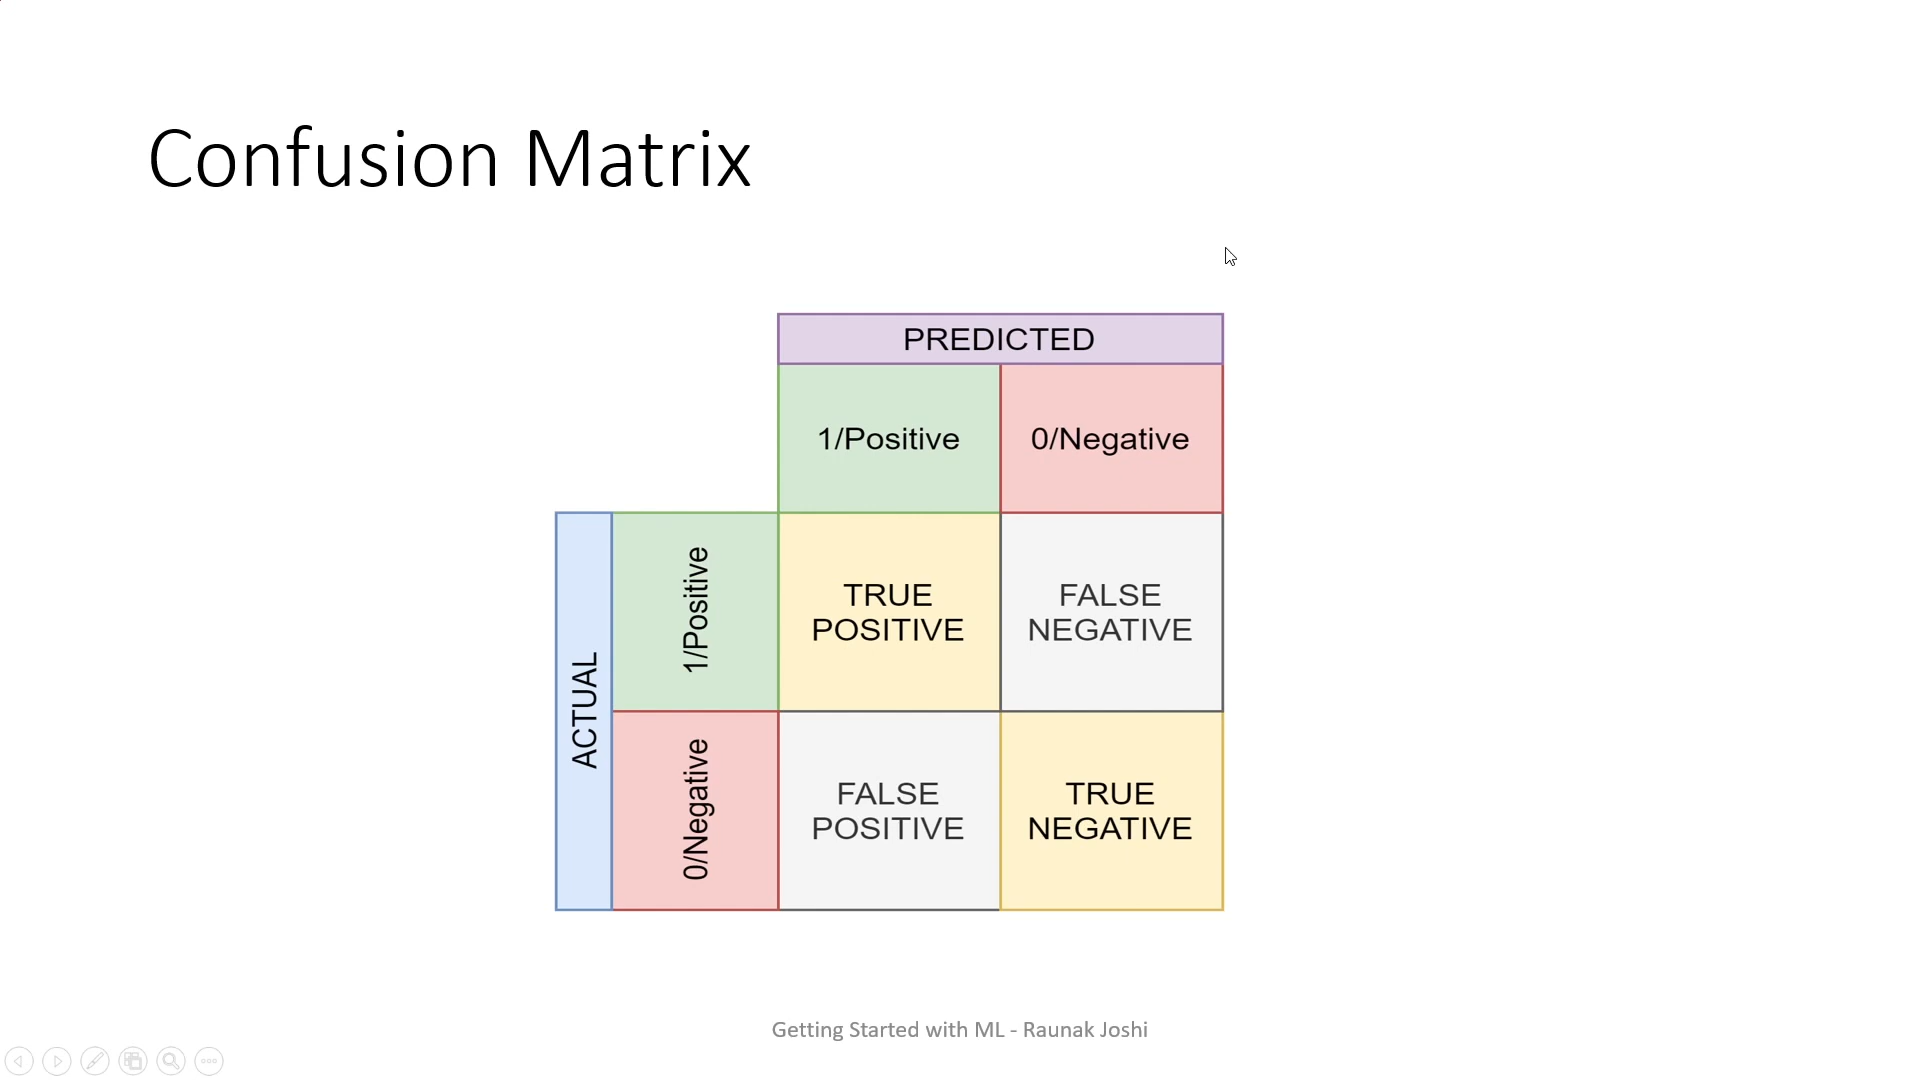 Confusion Matrix
PREDICTED
1/Positive
0/Negative
ACTUAL
1/Positive
TRUE
POSITIVE
FALSE
NEGATIVE
0/Negative
FALSE
POSITIVE
TRUE
NEGATIVE
Getting Started with ML - Raunak Joshi